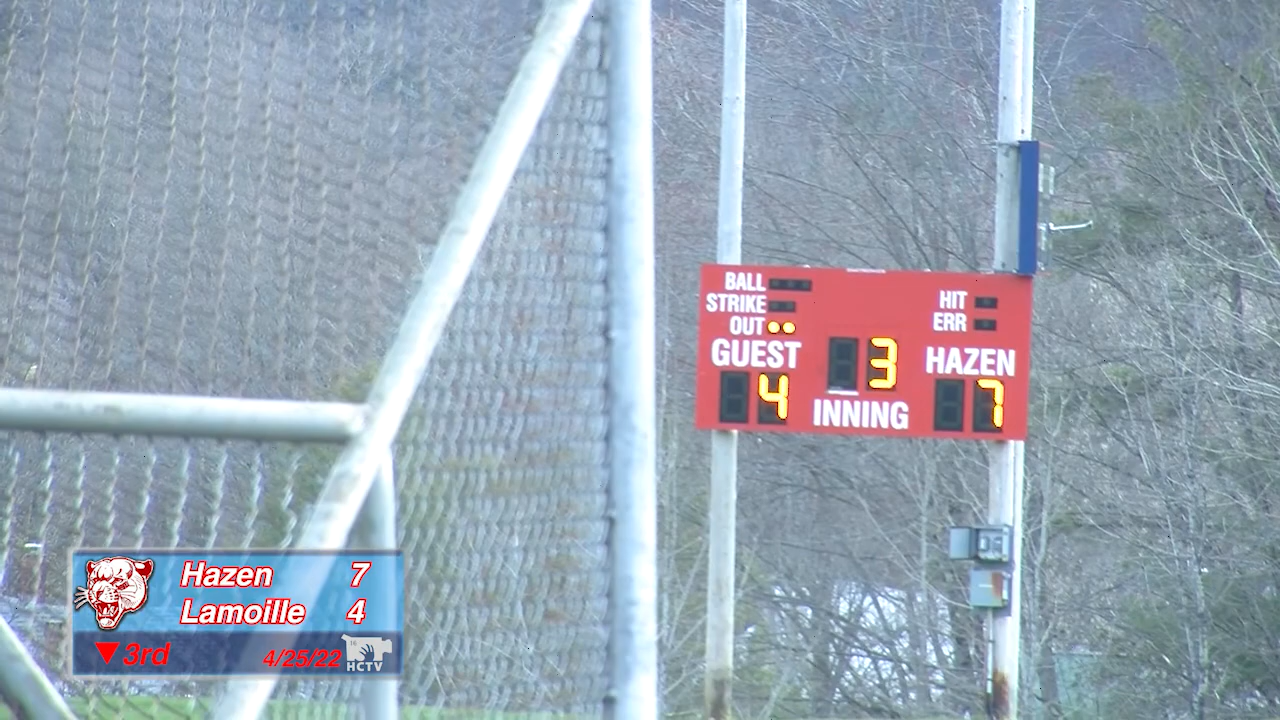 BALL
STRIKE
OUT
HIT
ERR
GUEST 3 HAZEN
4 INNING 7
Hazen 7
Lamoille 4
3rd 4/25/22
16
HCTV